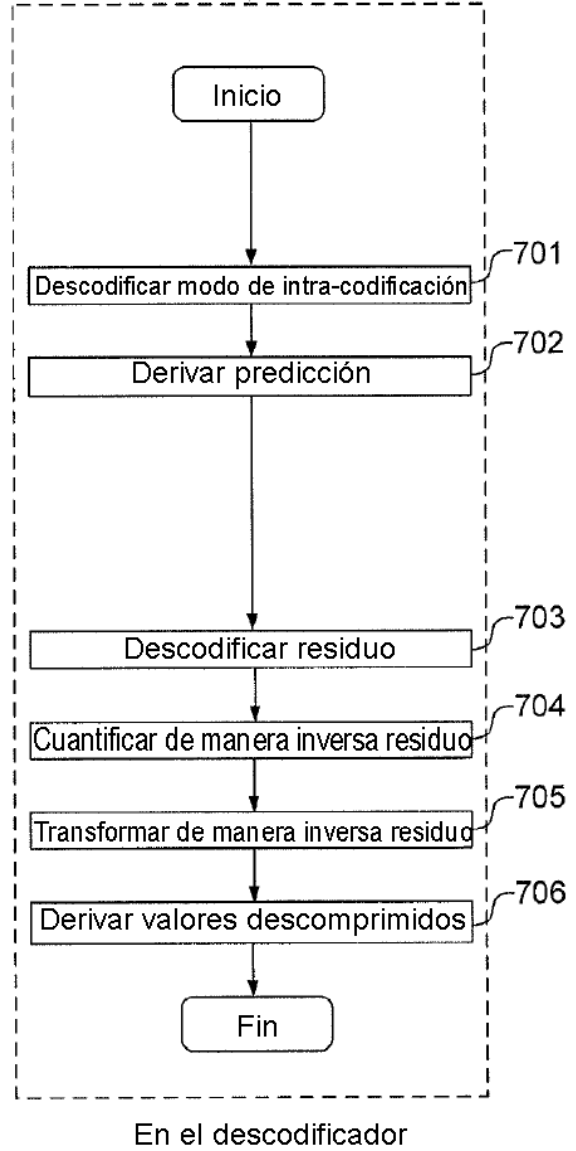 Inicio
701
Descodificar modo de intra-codificación
702
Derivar predicción
703
Descodificar residuo
704
Cuantificar de manera inversa residuo
705
Transformar de manera inversa residuo
706
Derivar valores descomprimidos
Fin
En el descodificador